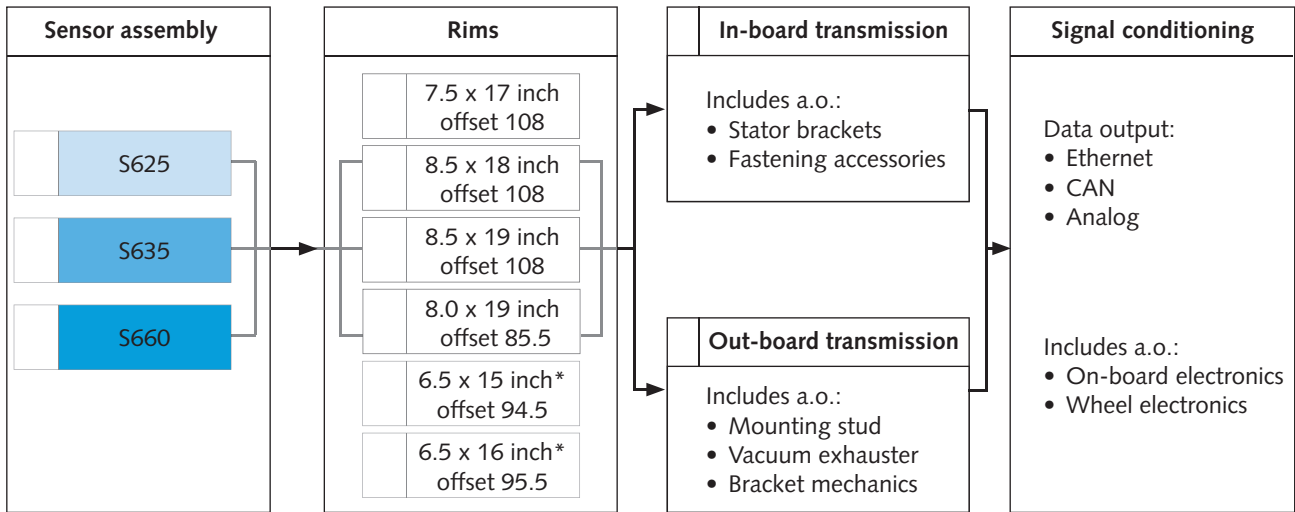 Sensor assembly
S625
S635
S660
Rims
7.5 x 17 inch
offset 108
8.5 x 18 inch
offset 108
8.5 x 19 inch
offset 108
8.0 x 19 inch
offset 85.5
6.5 x 15 inch*
offset 94.5
6.5 x 16 inch*
offset 95.5
In-board transmission
Includes a.o.:
• Stator brackets
• Fastening accessories
Out-board transmission
Includes a.o.:
• Mounting stud
• Vacuum exhauster
• Bracket mechanics
Signal conditioning
Data output:
• Ethernet
• CAN
• Analog
Includes a.o.:
• On-board electronics
• Wheel electronics